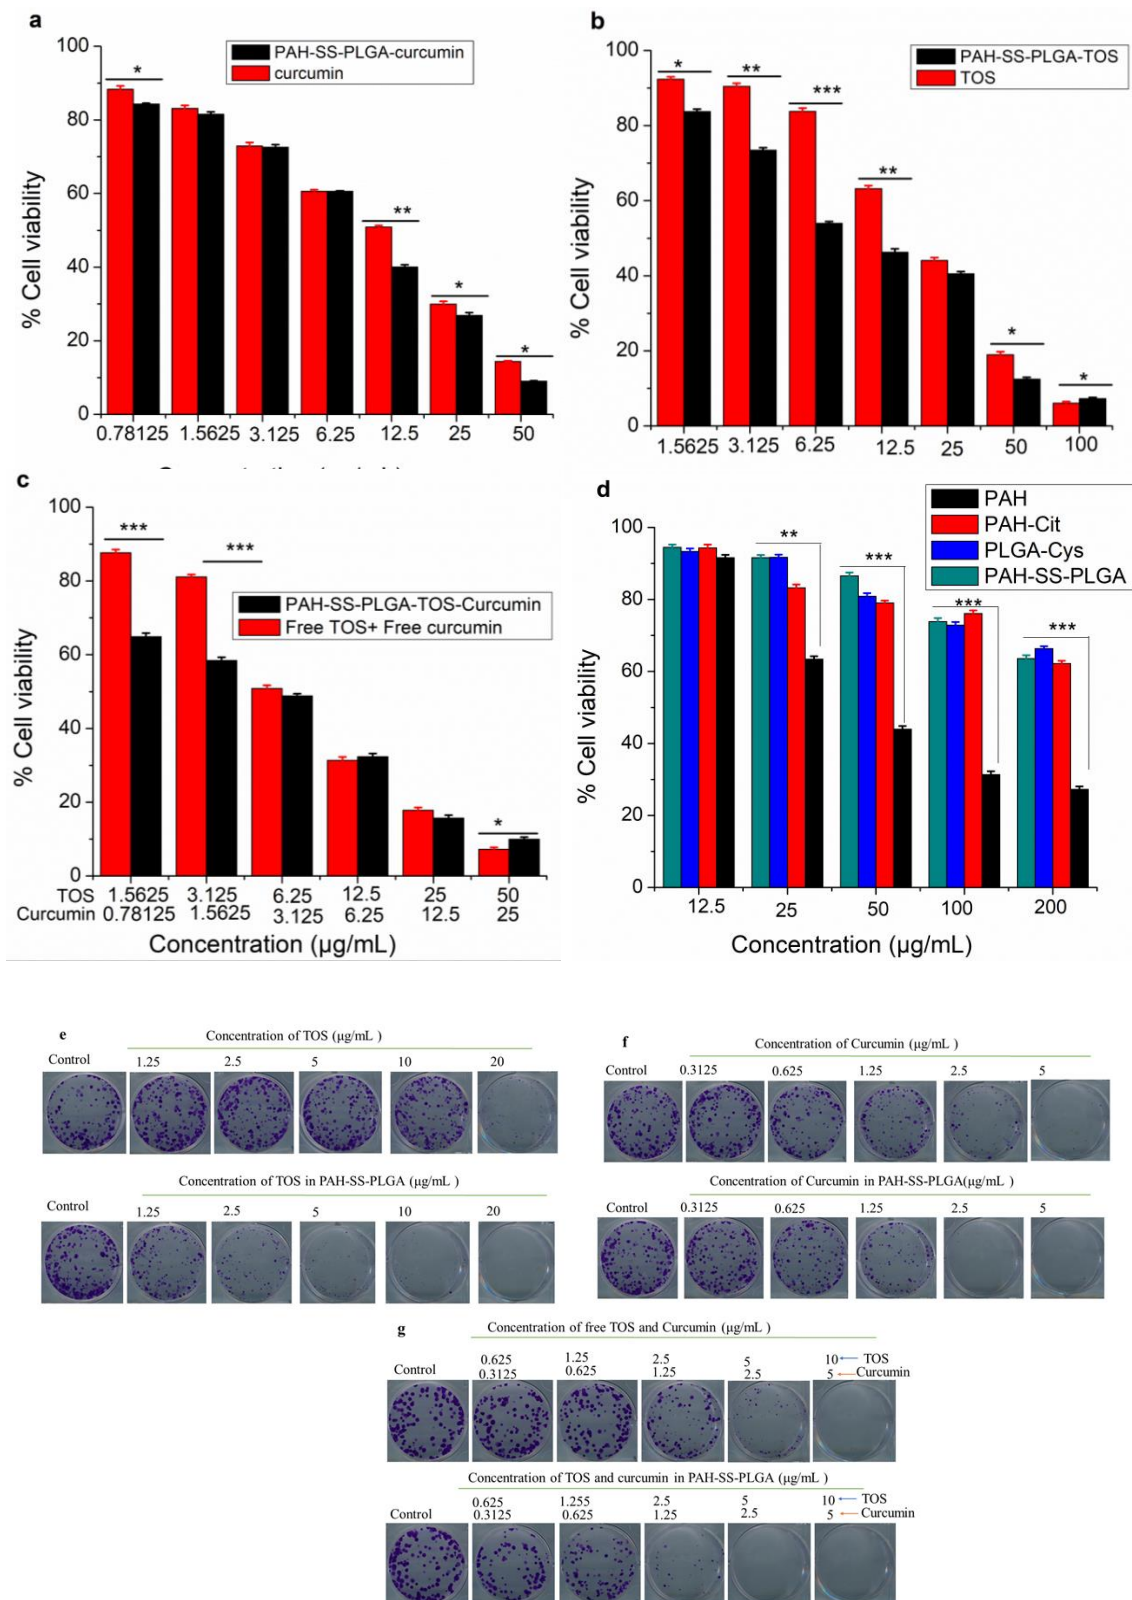 a
PAH-SS-PLGA-curcumin
curcumin
*
**
*
*
100
80
60
40
20
0
% Cell viability
0.78125 1.5625 3.125 6.25 12.5 25 50
b
PAH-SS-PLGA-TOS
TOS
*
**
***
**
*
*
100
80
60
40
20
0
% Cell viability
1.5625 3.125 6.25 12.5 25 50 100
c
PAH-SS-PLGA-TOS-Curcumin
Free TOS+ Free curcumin
***
***
*
100
80
60
40
20
0
% Cell viability
TOS 1.5625 3.125 6.25 12.5 25 50
Curcumin 0.78125 1.5625 3.125 6.25 12.5 25
Concentration (µg/mL)
d
PAH
PAH-Cit
PLGA-Cys
PAH-SS-PLGA
**
***
***
***
100
80
60
40
20
0
% Cell viability
12.5 25 50 100 200
Concentration (µg/mL)
e
Concentration of TOS (µg/mL )
Control 1.25 2.5 5 10 20
Concentration of TOS in PAH-SS-PLGA (µg/mL )
Control 1.25 2.5 5 10 20
f
Concentration of Curcumin (µg/mL )
Control 0.3125 0.625 1.25 2.5 5
Concentration of Curcumin in PAH-SS-PLGA(µg/mL )
Control 0.3125 0.625 1.25 2.5 5
g
Concentration of free TOS and Curcumin (µg/mL )
0.625 1.25 2.5 5 10 TOS
Control 0.3125 0.625 1.25 2.5 5 Curcumin
Concentration of TOS and curcumin in PAH-SS-PLGA (µg/mL )
0.625 1.255 2.5 5 10 TOS
Control 0.3125 0.625 1.25 2.5 5 Curcumin